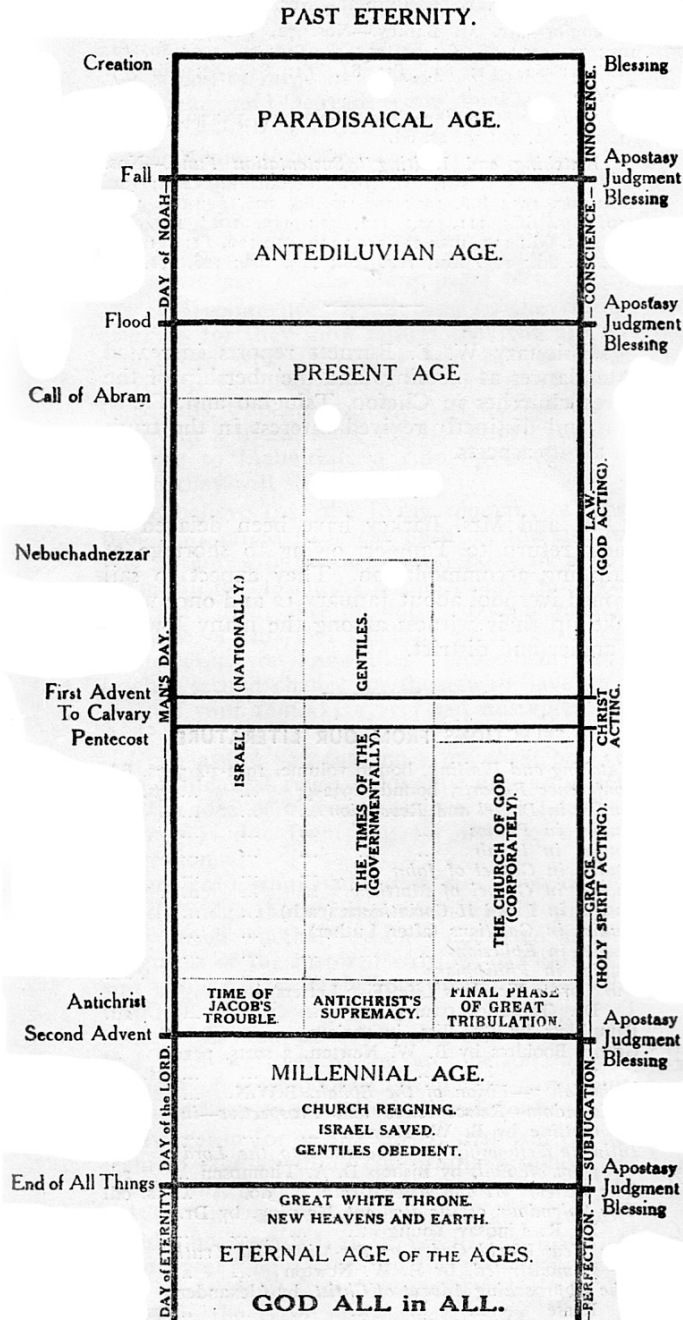 PAST ETERNITY.
Creation
Blessing
PARADISAICAL AGE.
INNOCENCE.
Fall
Apostasy
Judgment
Blessing
DAY of NOAH
ANTEDILUVIAN AGE.
CONSCIENCE.
Flood
Apostasy
Judgment
Blessing
PRESENT AGE
Call of Abram
LAW.
(GOD ACTING)
Nebuchadnezzar
MAN'S DAY.
ISRAEL (NATIONALLY.)
THE TIMES OF THE GENTILES.
(GOVERNMENTALLY.)
First Advent
To Calvary
CHRIST
ACTING.
Pentecost
THE CHURCH OF GOD
(CORPORATELY).
GRACE.
(HOLY SPIRIT ACTING).
Antichrist
TIME OF
JACOB'S
TROUBLE.
ANTICHRIST'S
SUPREMACY.
FINAL PHASE
OF GREAT
TRIBULATION.
Second Advent
Apostasy
Judgment
Blessing
DAY of the LORD.
MILLENNIAL AGE.
CHURCH REIGNING.
ISRAEL SAVED.
GENTILES OBEDIENT.
SUBJUGATION.
End of All Things
Apostasy
Judgment
Blessing
DAY of ETERNITY
GREAT WHITE THRONE.
NEW HEAVENS AND EARTH.
ETERNAL AGE OF THE AGES.
GOD ALL in ALL.
PERFECTION.